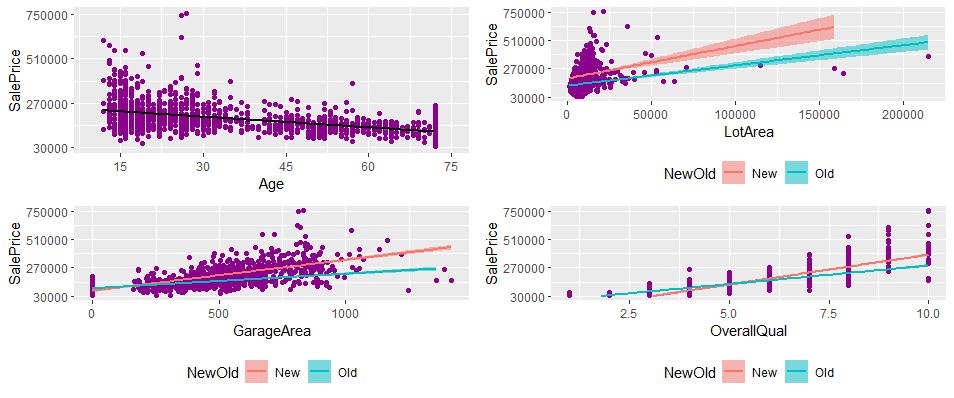 750000
510000
270000
30000
SalePrice
15 30 45 60 75
Age
750000
510000
270000
30000
SalePrice
0 50000 100000 150000 200000
LotArea
NewOld New Old
750000
510000
270000
30000
SalePrice
0 500 1000
GarageArea
NewOld New Old
750000
510000
270000
30000
SalePrice
2.5 5.0 7.5 10.0
OverallQual
NewOld New Old